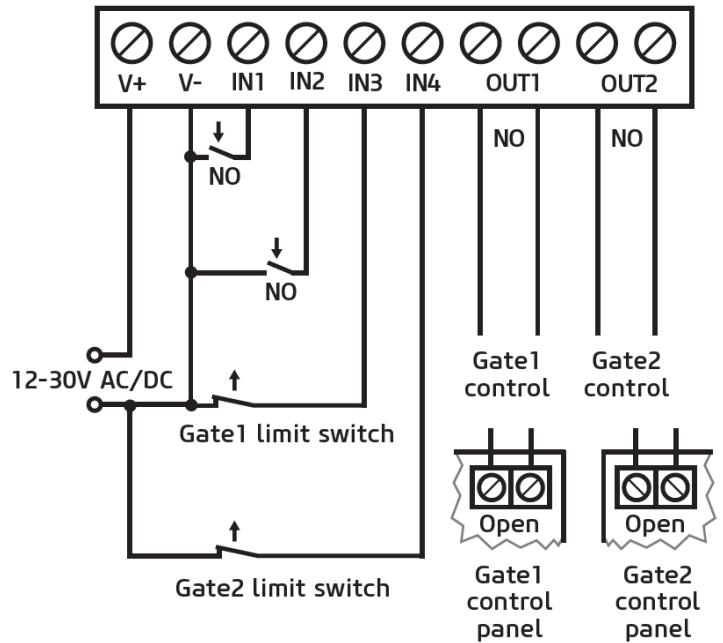 V+ V- IN1 IN2 IN3 IN4 OUT1 OUT2
NO NO
NO
NO
12-30V AC/DC
Gate1 limit switch
Gate2 limit switch
Gate1
control
Gate2
control
Open
Gate1
control
panel
Open
Gate2
control
panel